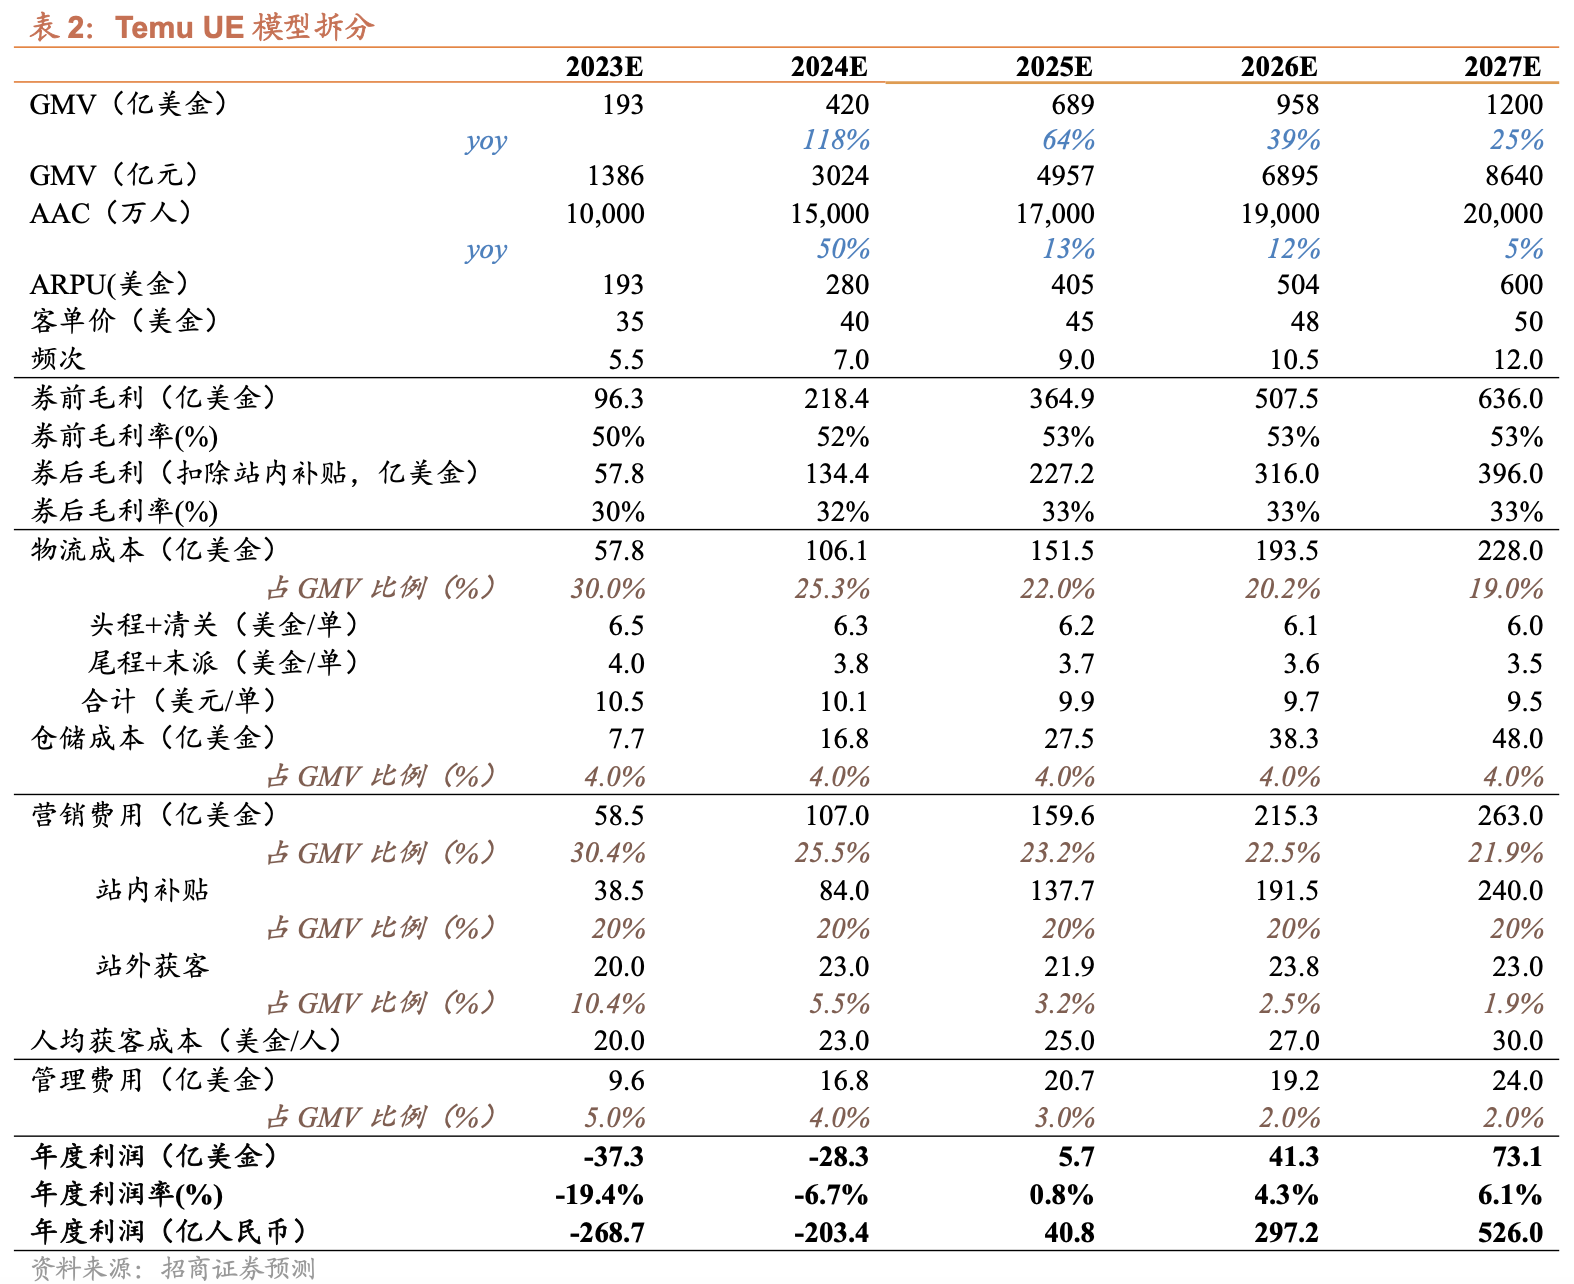 表 2：Temu UE 模型拆分
2023E 2024E 2025E 2026E 2027E
GMV（亿美金） 193 420 689 958 1200
yoy 118% 64% 39% 25%
GMV（亿元） 1386 3024 4957 6895 8640
AAC（万人） 10,000 15,000 17,000 19,000 20,000
yoy 50% 13% 12% 5%
ARPU(美金） 193 280 405 504 600
客单价（美金） 35 40 45 48 50
频次 5.5 7.0 9.0 10.5 12.0
券前毛利（亿美金） 96.3 218.4 364.9 507.5 636.0
券前毛利率(%) 50% 52% 53% 53% 53%
券后毛利（扣除站内补贴，亿美金） 57.8 134.4 227.2 316.0 396.0
券后毛利率(%) 30% 32% 33% 33% 33%
物流成本（亿美金） 57.8 106.1 151.5 193.5 228.0
占 GMV 比例（%） 30.0% 25.3% 22.0% 20.2% 19.0%
头程+清关（美金/单） 6.5 6.3 6.2 6.1 6.0
尾程+末派（美金/单） 4.0 3.8 3.7 3.6 3.5
合计（美元/单） 10.5 10.1 9.9 9.7 9.5
仓储成本（亿美金） 7.7 16.8 27.5 38.3 48.0
占 GMV 比例（%） 4.0% 4.0% 4.0% 4.0% 4.0%
营销费用（亿美金） 58.5 107.0 159.6 215.3 263.0
占 GMV 比例（%） 30.4% 25.5% 23.2% 22.5% 21.9%
站内补贴 38.5 84.0 137.7 191.5 240.0
占 GMV 比例（%） 20% 20% 20% 20% 20%
站外获客 20.0 23.0 21.9 23.8 23.0
占 GMV 比例（%） 10.4% 5.5% 3.2% 2.5% 1.9%
人均获客成本（美金/人） 20.0 23.0 25.0 27.0 30.0
管理费用（亿美金） 9.6 16.8 20.7 19.2 24.0
占 GMV 比例（%） 5.0% 4.0% 3.0% 2.0% 2.0%
年度利润（亿美金） -37.3 -28.3 5.7 41.3 73.1
年度利润率(%) -19.4% -6.7% 0.8% 4.3% 6.1%
年度利润（亿人民币） -268.7 -203.4 40.8 297.2 526.0
资料来源：招商证券预测